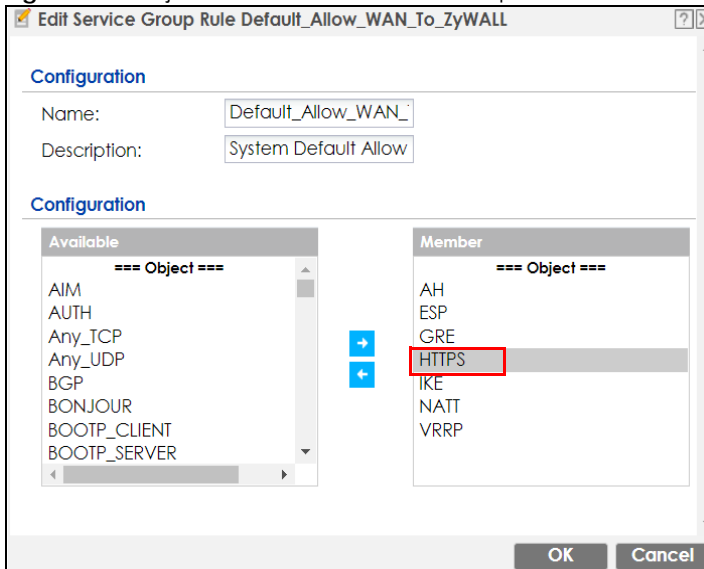 Edit Service Group Rule Default_Allow_WAN_To_ZyWALL
Configuration
Name: Default_Allow_WAN_
Description: System Default Allow
Configuration
Available
=== Object ===
AIM
AUTH
Any_TCP
Any_UDP
BGP
BONJOUR
BOOTP_CLIENT
BOOTP_SERVER
Member
=== Object ===
AH
ESP
GRE
HTTPS
IKE
NATT
VRRP
OK Cancel